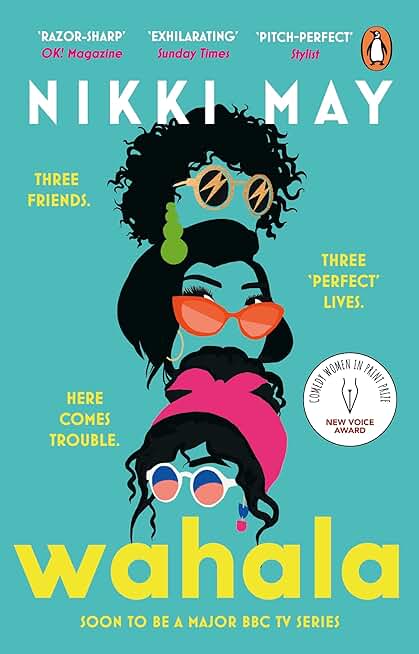 'RAZOR-SHARP' 'EXHILARATING' 'PITCH-PERFECT'
OK! Magazine Sunday Times Stylist
NIKKI MAY
THREE
FRIENDS.
THREE
'PERFECT'
LIVES.
HERE
COMES
TROUBLE.
COMEDY WOMEN IN PRINT PRIZE
NEW VOICE
AWARD
wahala
SOON TO BE A MAJOR BBC TV SERIES